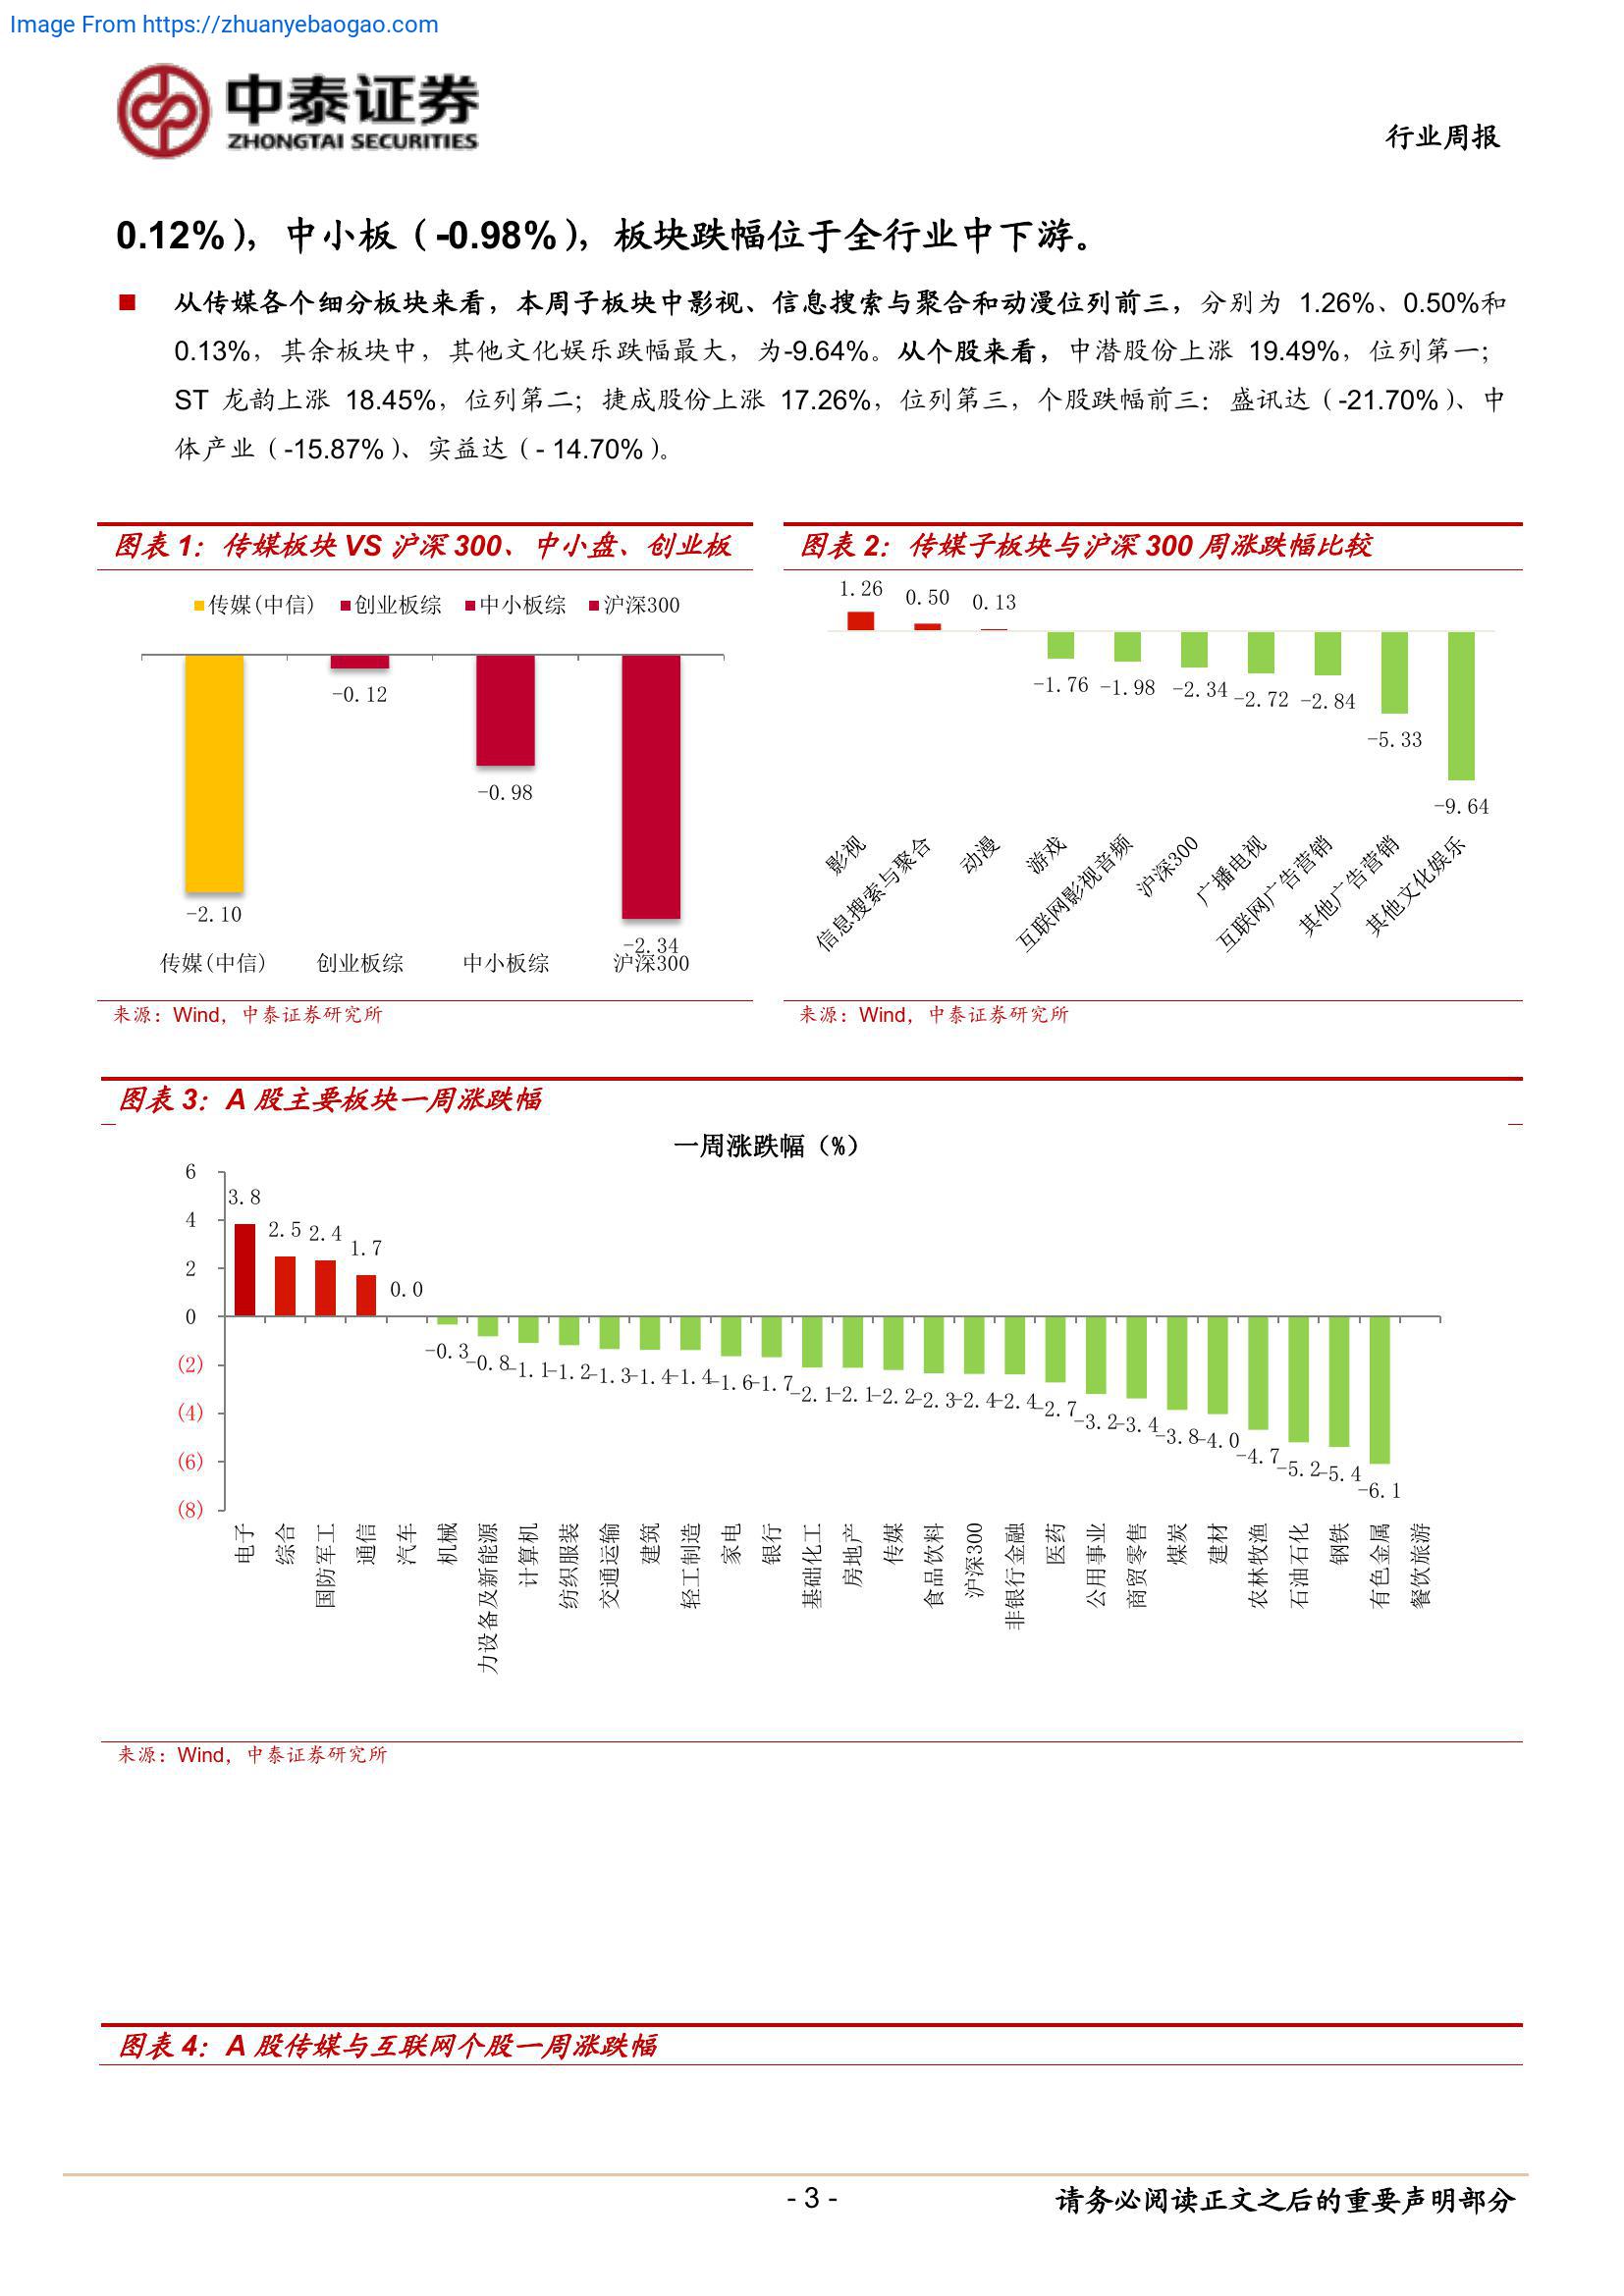 Image From https://zhuanyebaogao.com
中泰证券
ZHONGTAI SECURITIES
行业周报
0.12%），中小板（-0.98%），板块跌幅位于全行业中下游。
■ 从传媒各个细分板块来看，本周子板块中影视、信息搜索与聚合和动漫位列前三，分别为 1.26%、0.50%和
0.13%，其余板块中，其他文化娱乐跌幅最大，为-9.64%。从个股来看，中潜股份上涨 19.49%，位列第一；
ST 龙韵上涨 18.45%，位列第二；捷成股份上涨 17.26%，位列第三，个股跌幅前三：盛讯达（-21.70%）、中
体产业（-15.87%）、实益达（- 14.70%）。
图表 1：传媒板块 VS 沪深 300、中小盘、创业板
传媒(中信) 创业板综 中小板综 沪深300
-0.12
-0.98
-2.10
-2.34
传媒(中信) 创业板综 中小板综 沪深300
来源：Wind，中泰证券研究所
图表 2：传媒子板块与沪深 300 周涨跌幅比较
1.26 0.50 0.13
-1.76 -1.98 -2.34 -2.72 -2.84
-5.33
-9.64
影视 信息搜索与聚合 动漫 游戏 互联网影视音频 沪深300 广播电视 互联网广告营销 其他广告营销 其他文化娱乐
来源：Wind，中泰证券研究所
图表 3：A 股主要板块一周涨跌幅
一周涨跌幅（%）
6
4
2
0
(2)
(4)
(6)
(8)
3.8 2.5 2.4 1.7 0.0 -0.3 -0.8 -1.1 -1.2 -1.3 -1.4 -1.4 -1.6 -1.7 -2.1 -2.1 -2.2 -2.3 -2.4 -2.4 -2.7 -3.2 -3.4 -3.8 -4.0 -4.7 -5.2 -5.4 -6.1
电子 综合 国防军工 通信 汽车 机械 力设备及新能源 计算机 纺织服装 交通运输 建筑 轻工制造 家电 银行 基础化工 房地产 传媒 食品饮料 沪深300 非银行金融 医药 公用事业 商贸零售 煤炭 建材 农林牧渔 石油石化 钢铁 有色金属 餐饮旅游
来源：Wind，中泰证券研究所
图表 4：A 股传媒与互联网个股一周涨跌幅
- 3 -
请务必阅读正文之后的重要声明部分